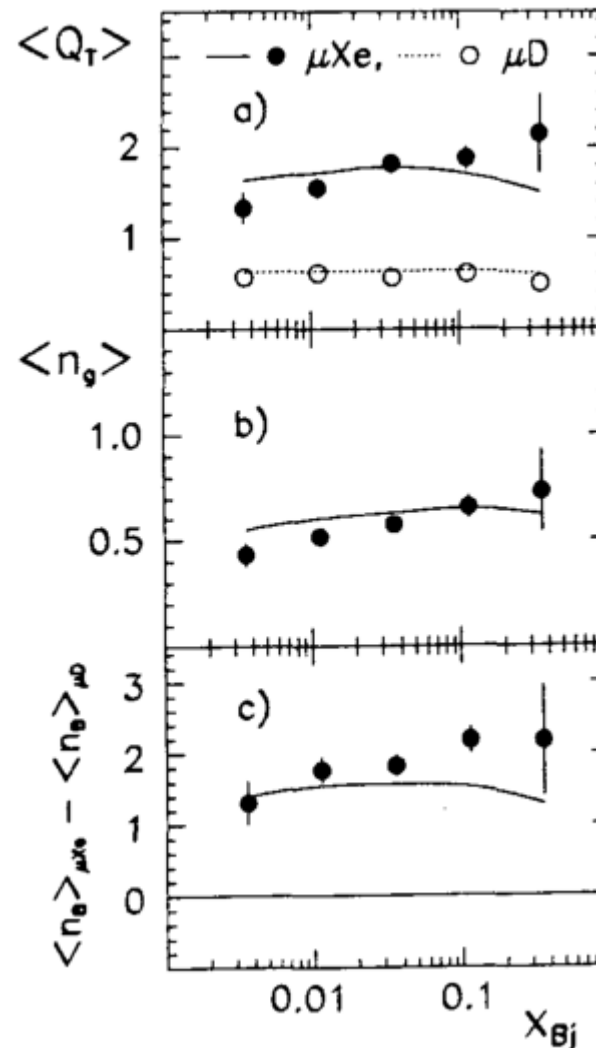 <Q_T>
— ● μXe, ······ ○ μD
a)
2
1
<n_g>
b)
1.0
0.5
<n_B>_μXe – <n_B>_μD
c)
3
2
1
0
0.01 0.1
X_Bj